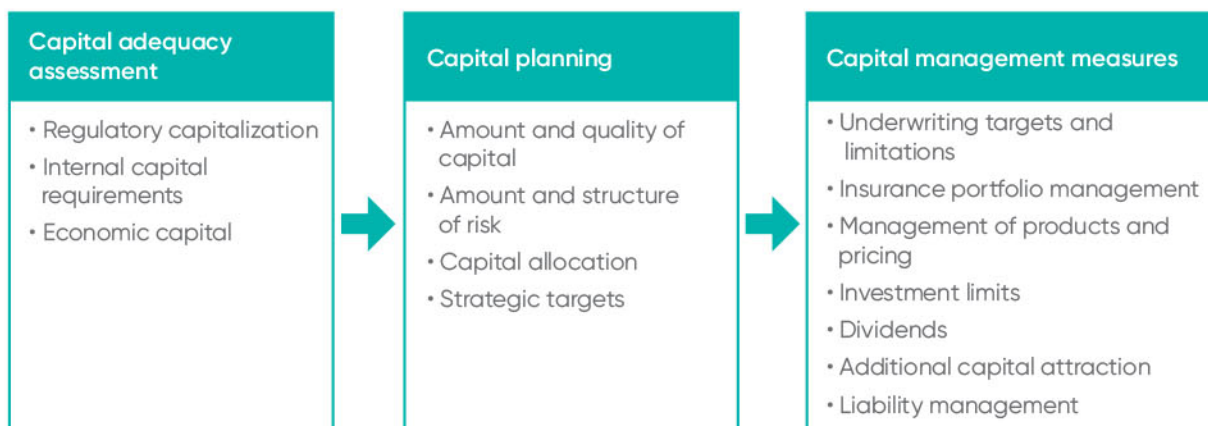 Capital adequacy
assessment
• Regulatory capitalization
• Internal capital
requirements
• Economic capital
Capital planning
• Amount and quality of
capital
• Amount and structure
of risk
• Capital allocation
• Strategic targets
Capital management measures
• Underwriting targets and
limitations
• Insurance portfolio management
• Management of products and
pricing
• Investment limits
• Dividends
• Additional capital attraction
• Liability management